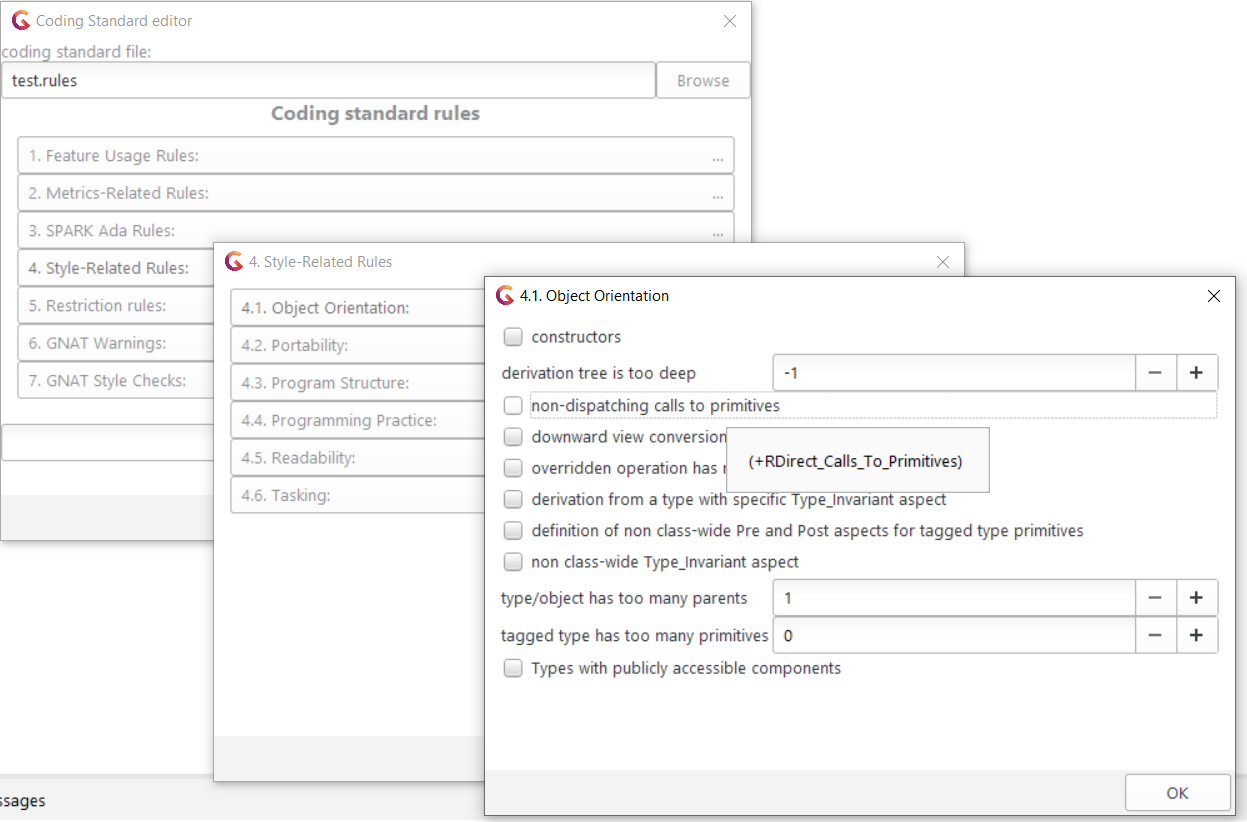 Coding Standard editor
coding standard file:
test.rules
Browse
Coding standard rules
1. Feature Usage Rules:
...
2. Metrics-Related Rules:
...
3. SPARK Ada Rules:
...
4. Style-Related Rules:
5. Restriction rules:
6. GNAT Warnings:
7. GNAT Style Checks:
4. Style-Related Rules
4.1. Object Orientation:
4.2. Portability:
4.3. Program Structure:
4.4. Programming Practice:
4.5. Readability:
4.6. Tasking:
4.1. Object Orientation
constructors
derivation tree is too deep
-1
non-dispatching calls to primitives
downward view conversion
(+RDirect_Calls_To_Primitives)
overridden operation has
derivation from a type with specific Type_Invariant aspect
definition of non class-wide Pre and Post aspects for tagged type primitives
non class-wide Type_Invariant aspect
type/object has too many parents
1
tagged type has too many primitives
0
Types with publicly accessible components
OK
ssages